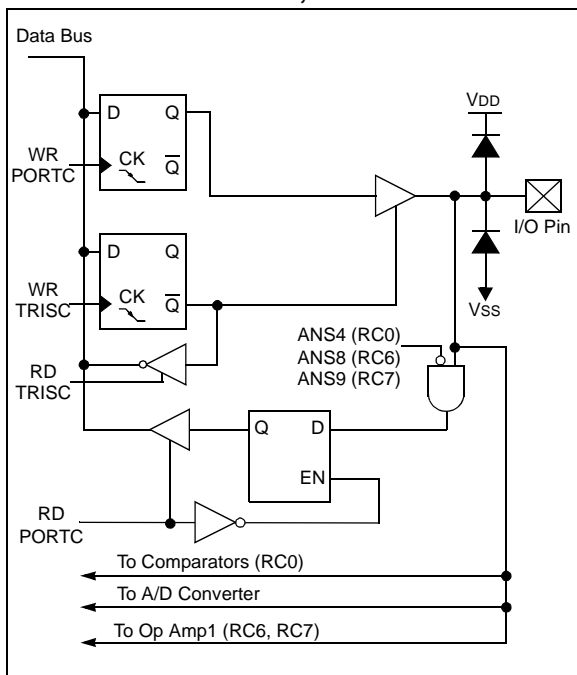 Data Bus
D Q
VDD
WR
PORTC
CK Q
I/O Pin
D Q
WR
TRISC
CK Q
VSS
ANS4 (RC0)
ANS8 (RC6)
ANS9 (RC7)
RD
TRISC
Q D
EN
RD
PORTC
To Comparators (RC0)
To A/D Converter
To Op Amp1 (RC6, RC7)